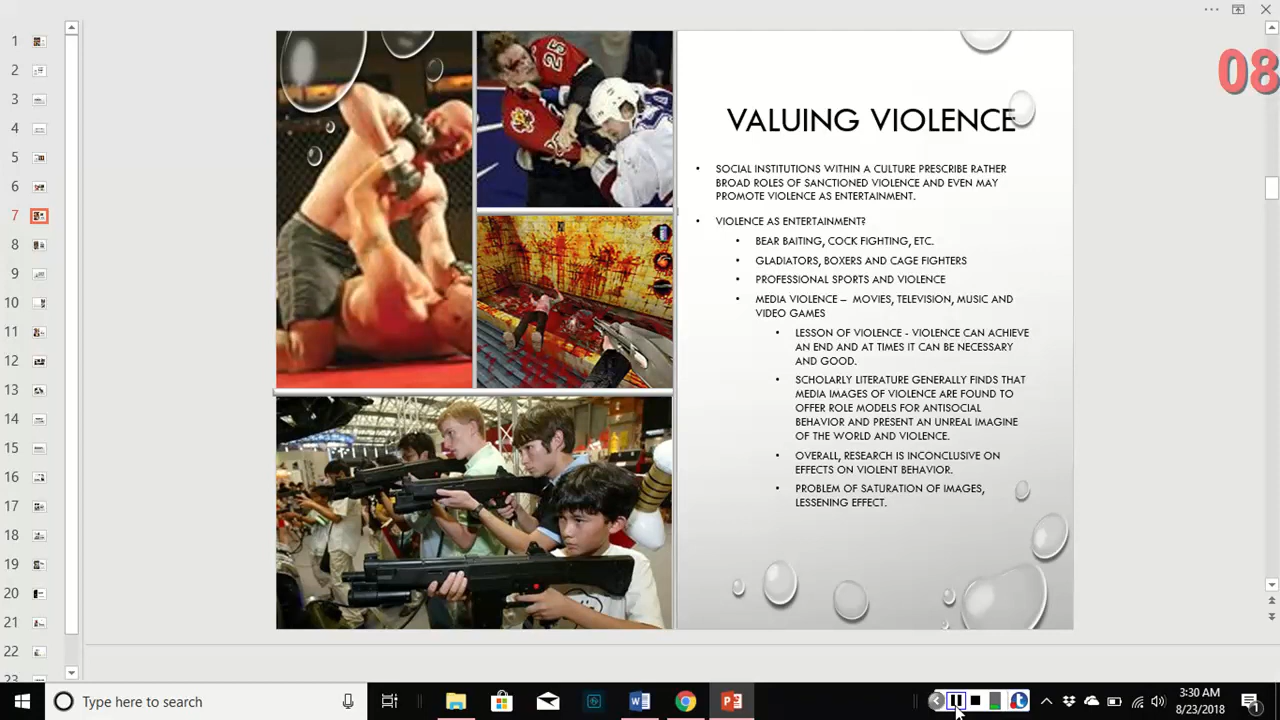 1
2
3
4
5
6
7
8
9
10
11
12
13
14
15
16
17
18
19
20
21
22
08
VALUING VIOLENCE
• SOCIAL INSTITUTIONS WITHIN A CULTURE PRESCRIBE RATHER
BROAD ROLES OF SANCTIONED VIOLENCE AND EVEN MAY
PROMOTE VIOLENCE AS ENTERTAINMENT.
• VIOLENCE AS ENTERTAINMENT?
• BEAR BAITING, COCK FIGHTING, ETC.
• GLADIATORS, BOXERS AND CAGE FIGHTERS
• PROFESSIONAL SPORTS AND VIOLENCE
• MEDIA VIOLENCE – MOVIES, TELEVISION, MUSIC AND
VIDEO GAMES
• LESSON OF VIOLENCE - VIOLENCE CAN ACHIEVE
AN END AND AT TIMES IT CAN BE NECESSARY
AND GOOD.
• SCHOLARLY LITERATURE GENERALLY FINDS THAT
MEDIA IMAGES OF VIOLENCE ARE FOUND TO
OFFER ROLE MODELS FOR ANTISOCIAL
BEHAVIOR AND PRESENT AN UNREAL IMAGINE
OF THE WORLD AND VIOLENCE.
• OVERALL, RESEARCH IS INCONCLUSIVE ON
EFFECTS ON VIOLENT BEHAVIOR.
• PROBLEM OF SATURATION OF IMAGES,
LESSENING EFFECT.
Type here to search
3:30 AM
8/23/2018
1